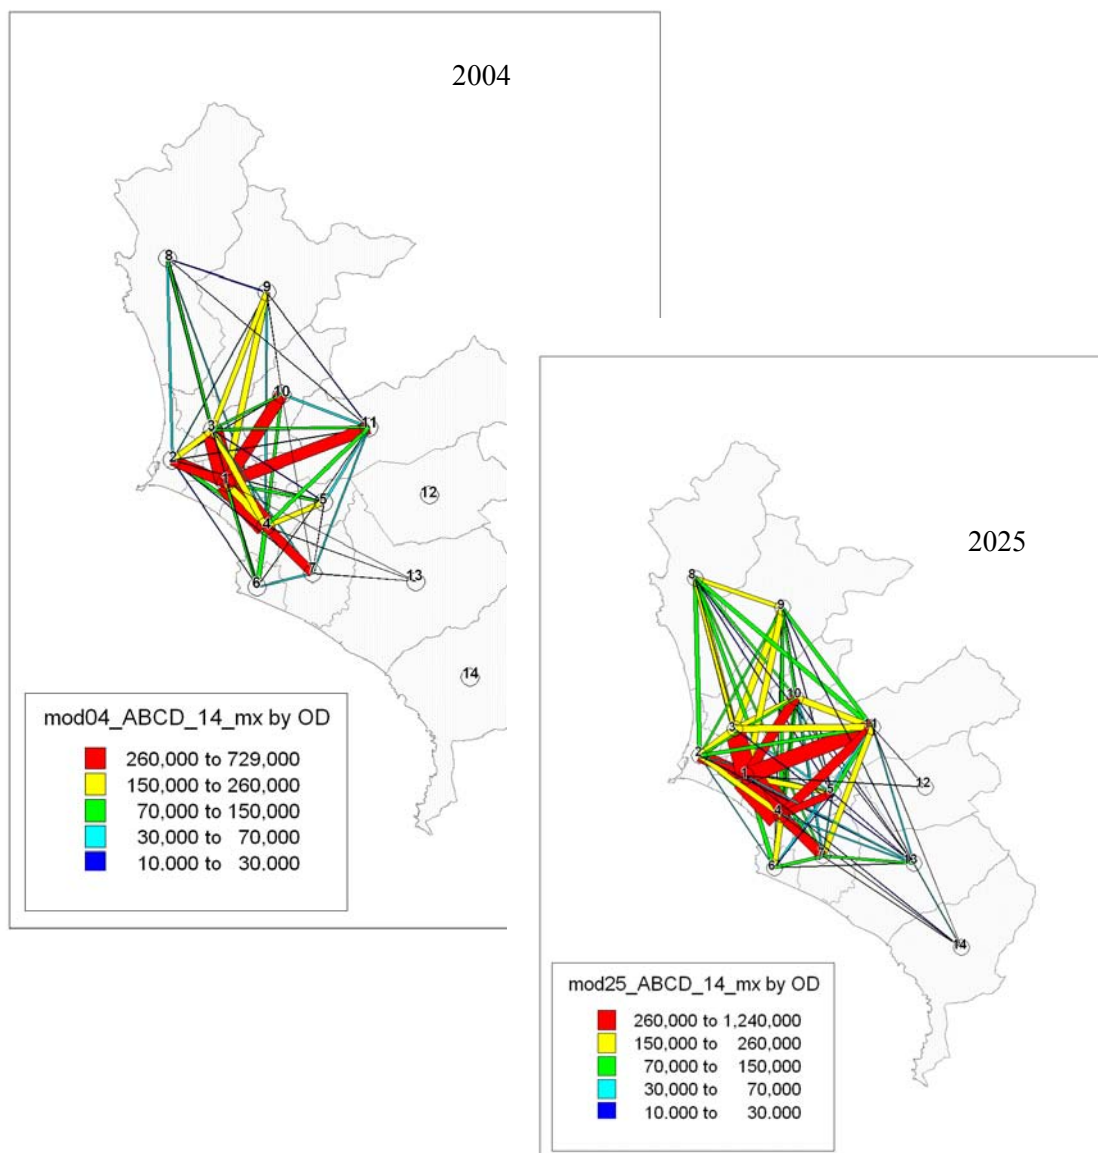 2004
8
9
10
3
11
2
1
5
12
4
7
6
13
14
mod04_ABCD_14_mx by OD
260,000 to 729,000
150,000 to 260,000
70,000 to 150,000
30,000 to 70,000
10.000 to 30.000
2025
8
9
10
3
11
2
1
12
5
4
7
6
13
14
mod25_ABCD_14_mx by OD
260,000 to 1,240,000
150,000 to 260,000
70,000 to 150,000
30,000 to 70,000
10.000 to 30.000